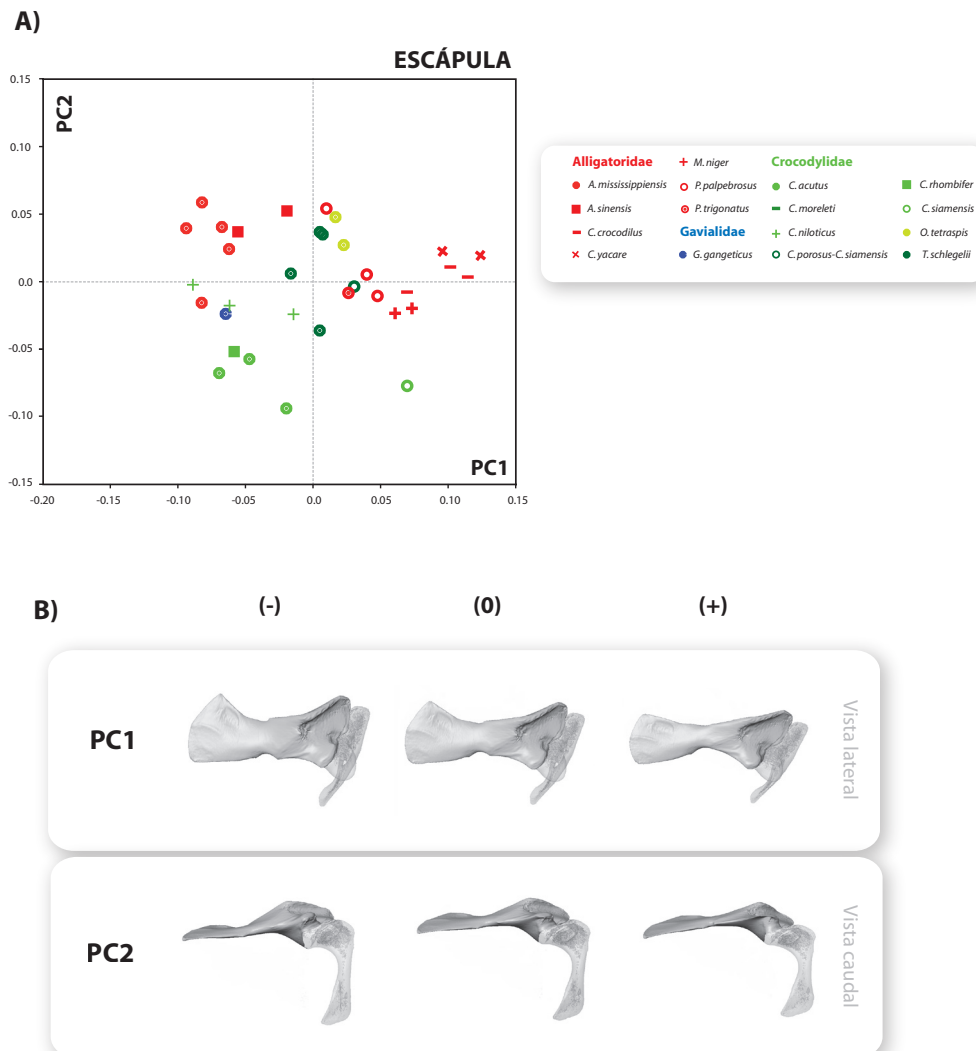 A)
ESCÁPULA
PC2
0.15
0.10
0.05
0.0
-0.05
-0.10
-0.15
PC1
-0.20 -0.15 -0.10 -0.05 0.0 0.05 0.10 0.15
Alligatoridae
A.mississippiensis
A.sinensis
C.crocodilus
C.yacare
M.niger
P.palpebrosus
P.trigonatus
Gavialidae
G.gangeticus
Crocodylidae
C.acutus
C.moreleti
C.niloticus
C.porosus-C.siamensis
C.rhombifer
C.siamensis
O.tetraspis
T.schlegelii
B)
(-) (0) (+)
PC1
Vista lateral
PC2
Vista caudal